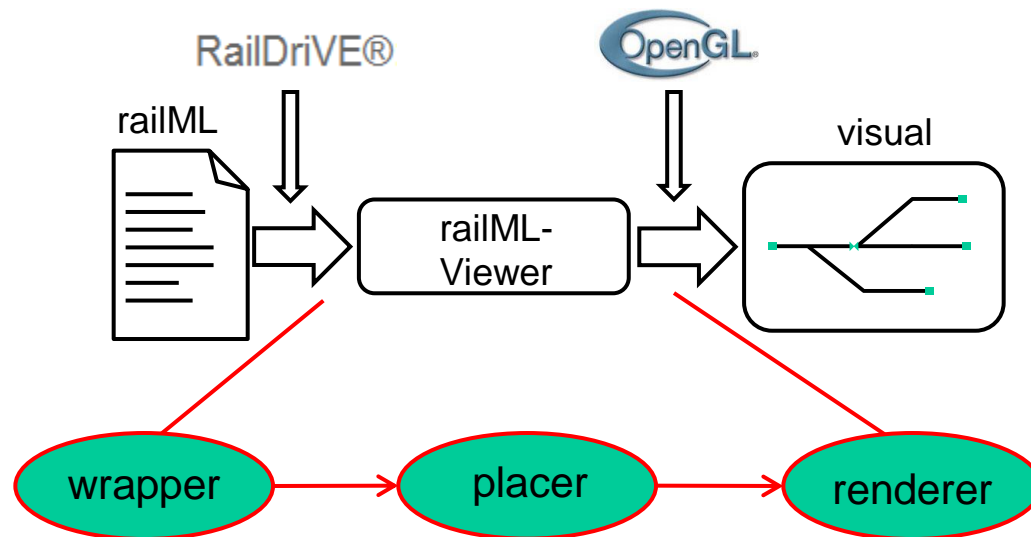 RailDriVE®
OpenGL®
railML
visual
railML-
Viewer
wrapper
placer
renderer